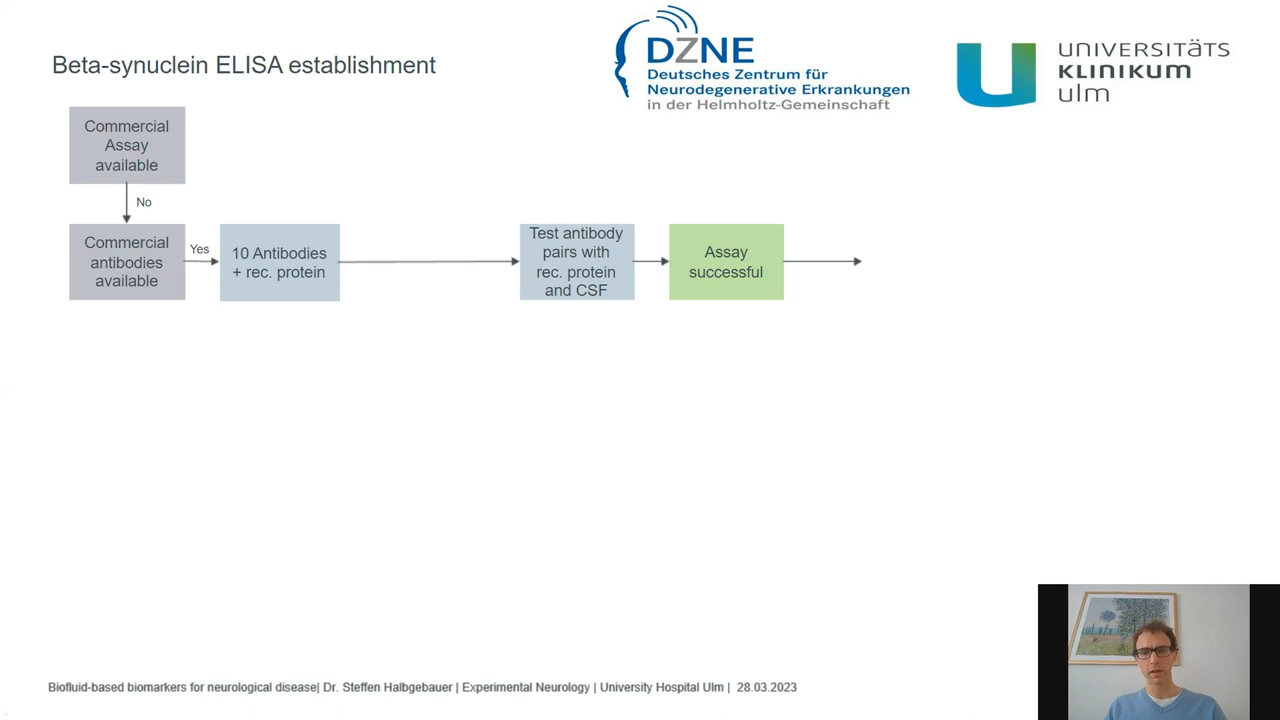 Beta-synuclein ELISA establishment
DZNE
Deutsches Zentrum für
Neurodegenerative Erkrankungen
in der Helmholtz-Gemeinschaft
UNIVERSITÄTS
KLINIKUM
ulm
Commercial
Assay
available
No
Commercial
antibodies
available
Yes
10 Antibodies
+ rec. protein
Test antibody
pairs with
rec. protein
and CSF
Assay
successful
Biofluid-based biomarkers for neurological disease| Dr. Steffen Halbgebauer | Experimental Neurology | University Hospital Ulm | 28.03.2023